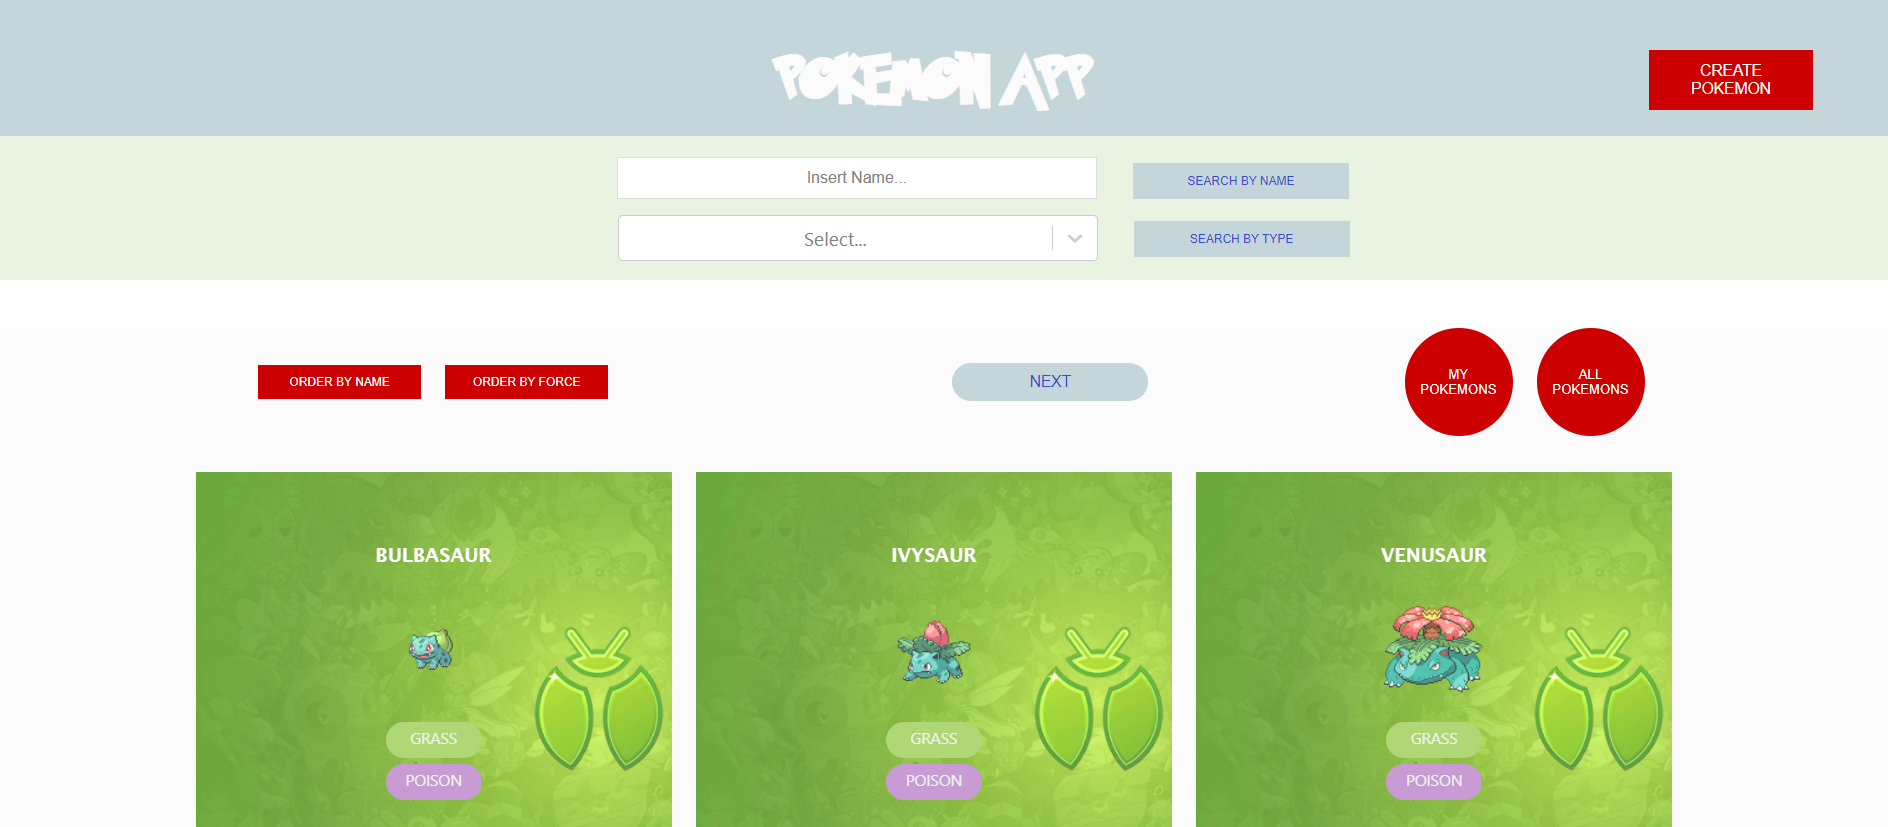 POKEMON APP
CREATE
POKEMON
Insert Name...
SEARCH BY NAME
Select...
SEARCH BY TYPE
ORDER BY NAME
ORDER BY FORCE
NEXT
MY
POKEMONS
ALL
POKEMONS
BULBASAUR
GRASS
POISON
IVYSAUR
GRASS
POISON
VENUSAUR
GRASS
POISON